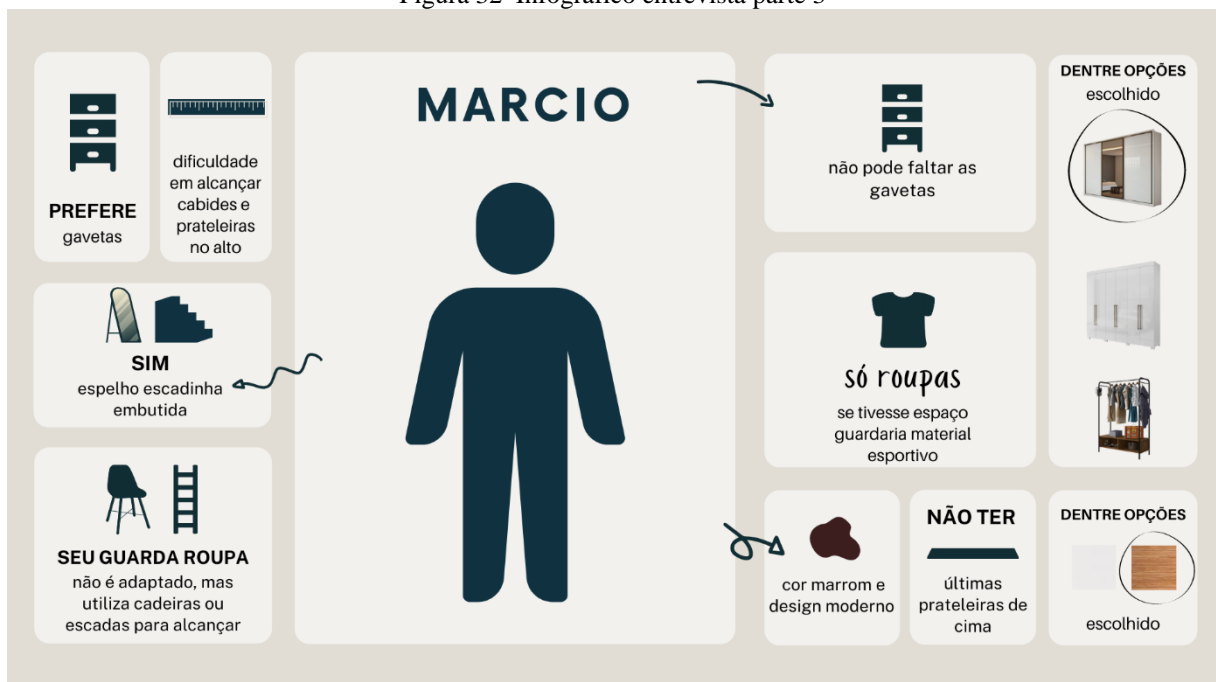 Figura 32 Infográfico entrevista parte 3
PREFERE
gavetas
dificuldade
em alcançar
cabides e
prateleiras
no alto
SIM
espelho escadinha
embutida
SEU GUARDA ROUPA
não é adaptado, mas
utiliza cadeiras ou
escadas para alcançar
MARCIO
não pode faltar as
gavetas
só roupas
se tivesse espaço
guardaria material
esportivo
cor marrom e
design moderno
NÃO TER
últimas
prateleiras de
cima
DENTRE OPÇÕES
escolhido
DENTRE OPÇÕES
escolhido